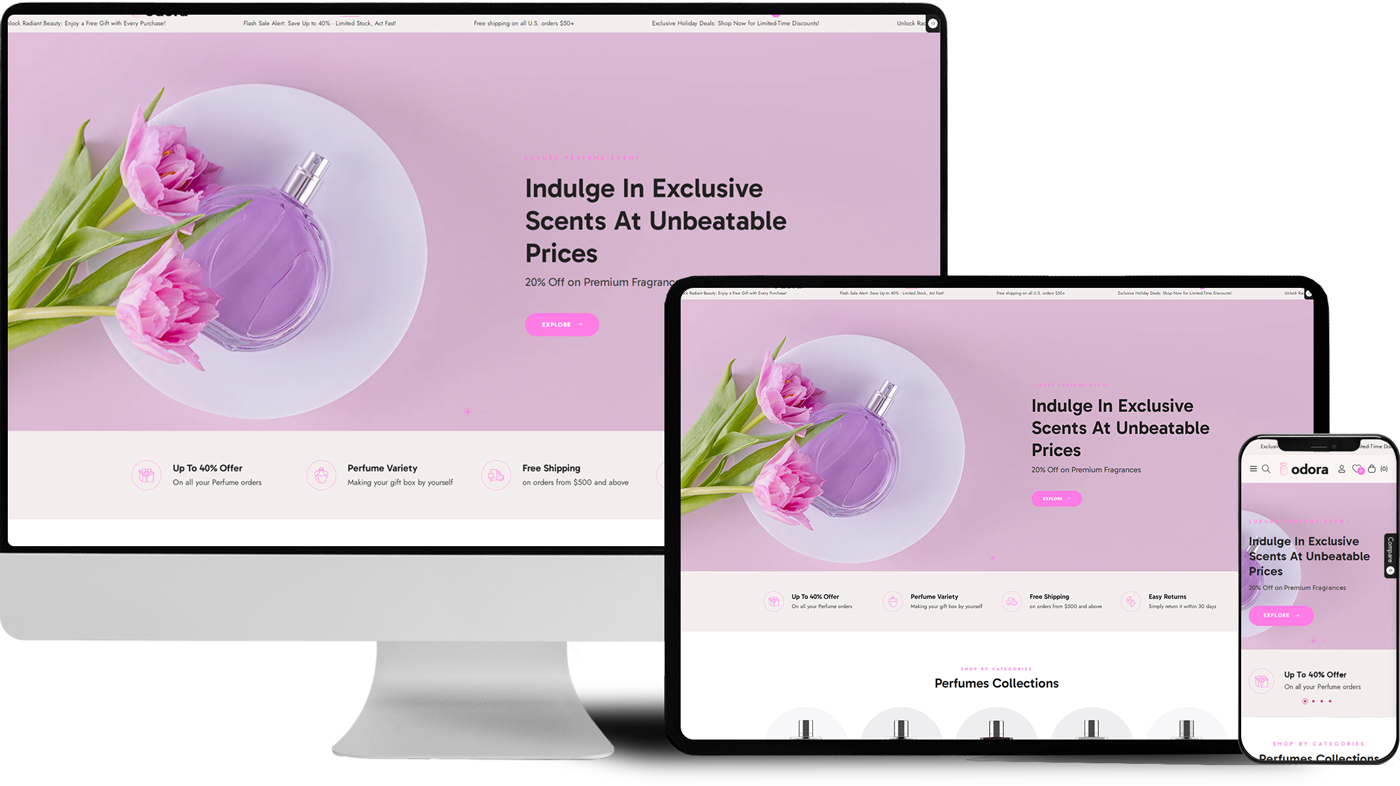 odora
lock Radiant Beauty: Enjoy a Free Gift with Every Purchase!
Flash Sale Alert: Save Up to 40% - Limited Stock, Act Fast!
Free shipping on all U.S. orders $50+
Exclusive Holiday Deals: Shop Now for Limited-Time Discounts!
Unlock Rad
LUXURY PERFUME EVENT
Indulge In Exclusive
Scents At Unbeatable
Prices
20% Off on Premium Fragranc
EXPLORE
Up To 40% Offer
On all your Perfume orders
Perfume Variety
Making your gift box by yourself
Free Shipping
on orders from $500 and above
k Radiant Beauty: Enjoy a Free Gift with Every Purchase!
Flash Sale Alert: Save Up to 40% - Limited Stock, Act Fast!
Free shipping on all U.S. orders $50+
Exclusive Holiday Deals: Shop Now for Limited-Time Discounts!
Unlock Ra
LUXURY PERFUME EVENT
Indulge In Exclusive
Scents At Unbeatable
Prices
20% Off on Premium Fragrances
EXPLORE
Up To 40% Offer
On all your Perfume orders
Perfume Variety
Making your gift box by yourself
Free Shipping
on orders from $500 and above
Easy Returns
Simply return it within 30 days
SHOP BY CATEGORIES
Perfumes Collections
Exclus
ted-Time Dis
odora
(0)
LUXURY PERFUME EVENT
Indulge In Exclusive
Scents At Unbeatable
Prices
20% Off on Premium Fragrances
EXPLORE
Compare
0
Up To 40% Offer
On all your Perfume orders
SHOP BY CATEGORIES
Perfumes Collections